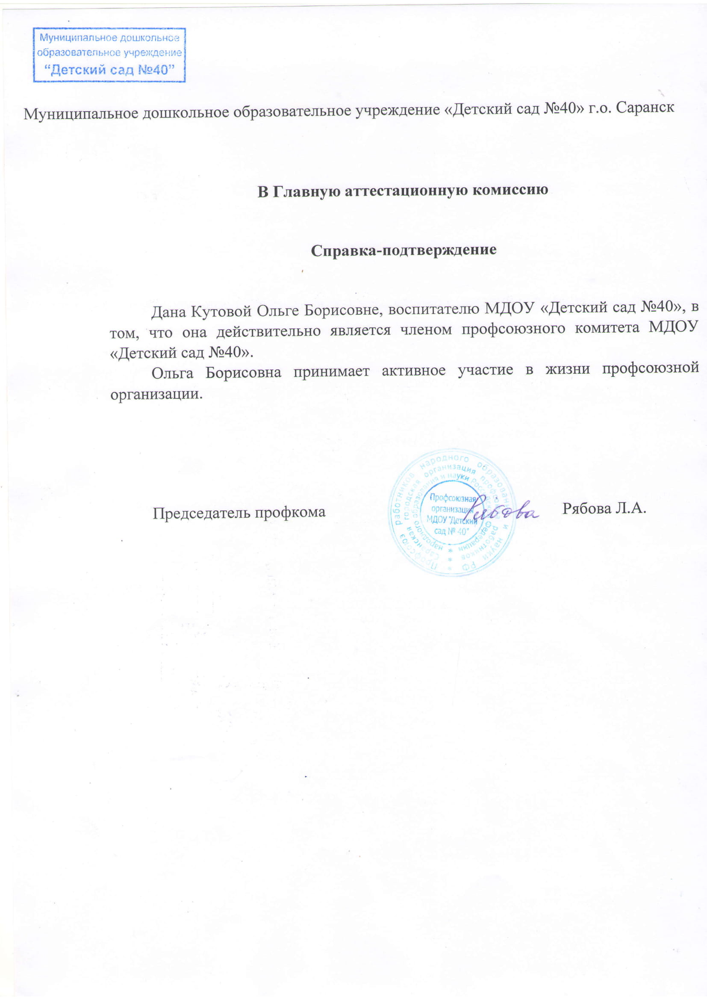 Муниципальное дошкольное
образовательное учреждение
“Детский сад №40”
Муниципальное дошкольное образовательное учреждение «Детский сад №40» г.о. Саранск
В Главную аттестационную комиссию
Справка-подтверждение
Дана Кутовой Ольге Борисовне, воспитателю МДОУ «Детский сад №40», в
том, что она действительно является членом профсоюзного комитета МДОУ
«Детский сад №40».
Ольга Борисовна принимает активное участие в жизни профсоюзной
организации.
Председатель профкома
Профсоюз работников народного образования и науки РФ *
Саранская городская организация профсоюза работников *
народного образования и науки Российской Федерации *
Профсоюзная
организация
МДОУ "Детский
сад № 40"
Рябова
Рябова Л.А.